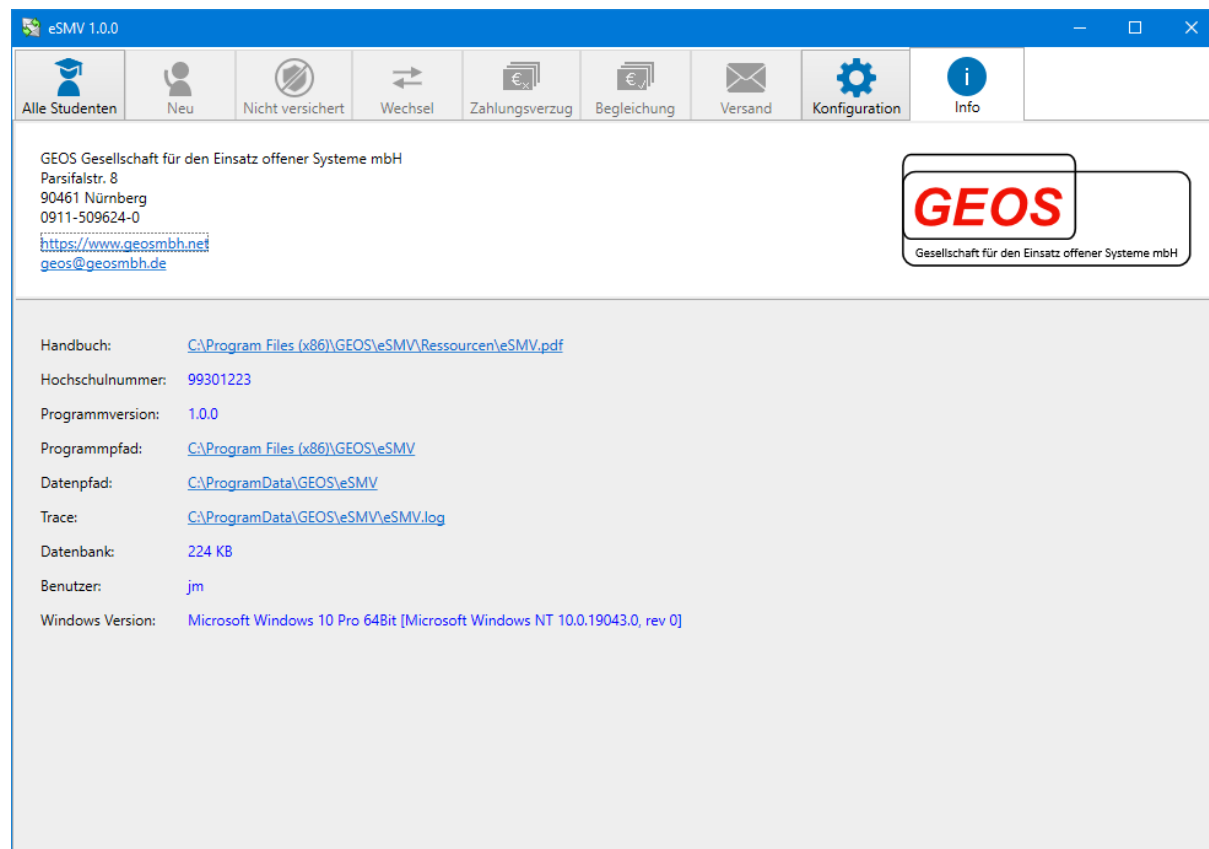 eSMV 1.0.0
Alle Studenten
Neu
Nicht versichert
Wechsel
Zahlungsverzug
Begleichung
Versand
Konfiguration
Info
GEOS Gesellschaft für den Einsatz offener Systeme mbH
Parsifalstr. 8
90461 Nürnberg
0911-509624-0
https://www.geosmbh.net
geos@geosmbh.de
GEOS
Gesellschaft für den Einsatz offener Systeme mbH
Handbuch: C:\Program Files (x86)\GEOS\eSMV\Ressourcen\eSMV.pdf
Hochschulnummer: 99301223
Programmversion: 1.0.0
Programmpfad: C:\Program Files (x86)\GEOS\eSMV
Datenpfad: C:\ProgramData\GEOS\eSMV
Trace: C:\ProgramData\GEOS\eSMV\eSMV.log
Datenbank: 224 KB
Benutzer: jm
Windows Version: Microsoft Windows 10 Pro 64Bit [Microsoft Windows NT 10.0.19043.0, rev 0]